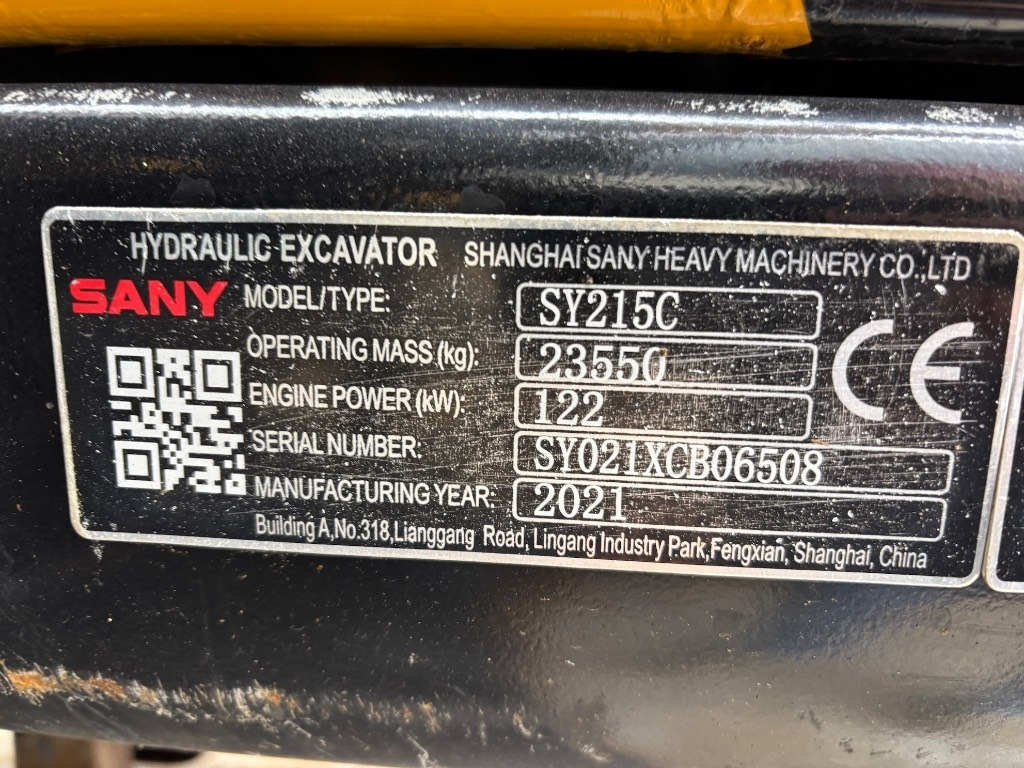 HYDRAULIC EXCAVATOR SHANGHAI SANY HEAVY MACHINERY CO.,LTD
SANY MODEL/TYPE: SY215C
OPERATING MASS (kg): 23550
ENGINE POWER (kW): 122
SERIAL NUMBER: SY021XCB06508
MANUFACTURING YEAR: 2021
Building A,No.318,Lianggang Road, Lingang Industry Park,Fengxian, Shanghai, China
CE